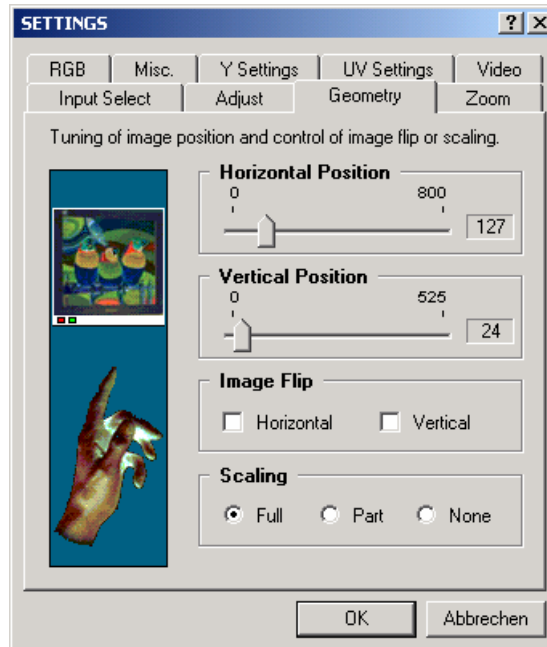 SETTINGS
RGB Misc. Y Settings UV Settings Video
Input Select Adjust Geometry Zoom
Tuning of image position and control of image flip or scaling.
Horizontal Position
0 800
127
Vertical Position
0 525
24
Image Flip
Horizontal Vertical
Scaling
Full Part None
OK Abbrechen